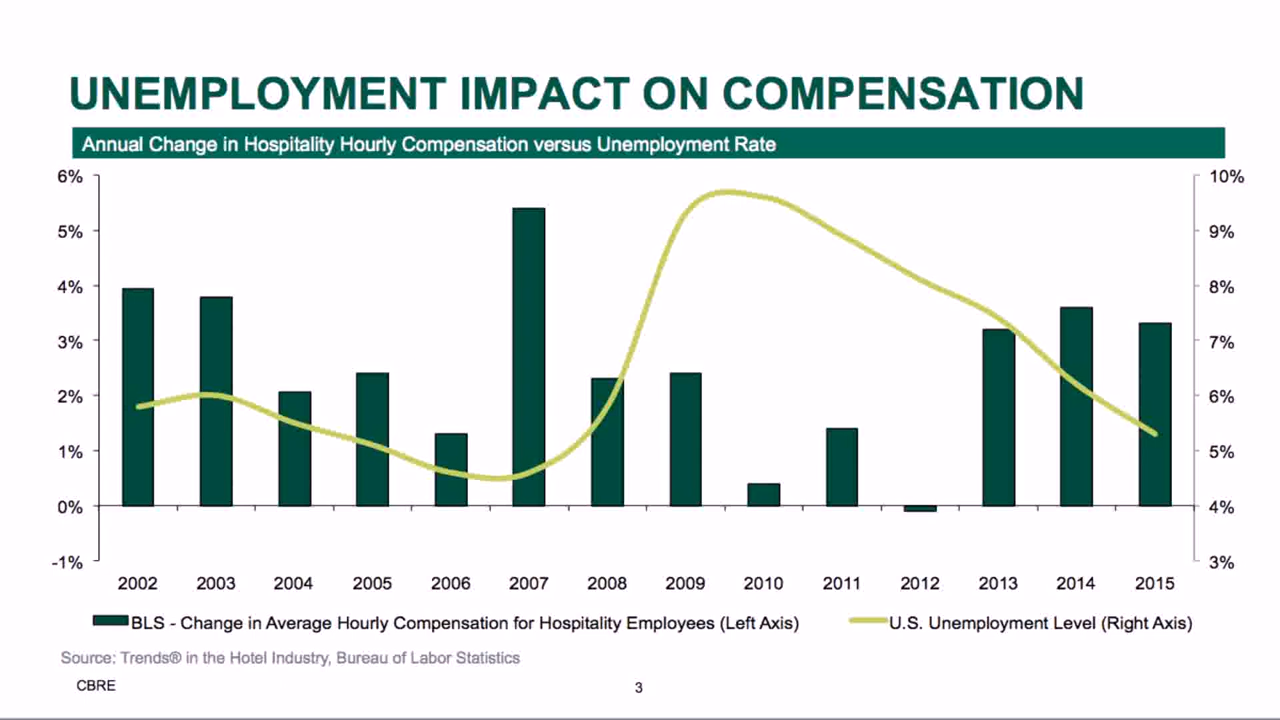 UNEMPLOYMENT IMPACT ON COMPENSATION
Annual Change in Hospitality Hourly Compensation versus Unemployment Rate
6%
5%
4%
3%
2%
1%
0%
-1%
10%
9%
8%
7%
6%
5%
4%
3%
2002 2003 2004 2005 2006 2007 2008 2009 2010 2011 2012 2013 2014 2015
BLS - Change in Average Hourly Compensation for Hospitality Employees (Left Axis) U.S. Unemployment Level (Right Axis)
Source: Trends® in the Hotel Industry, Bureau of Labor Statistics
CBRE 3